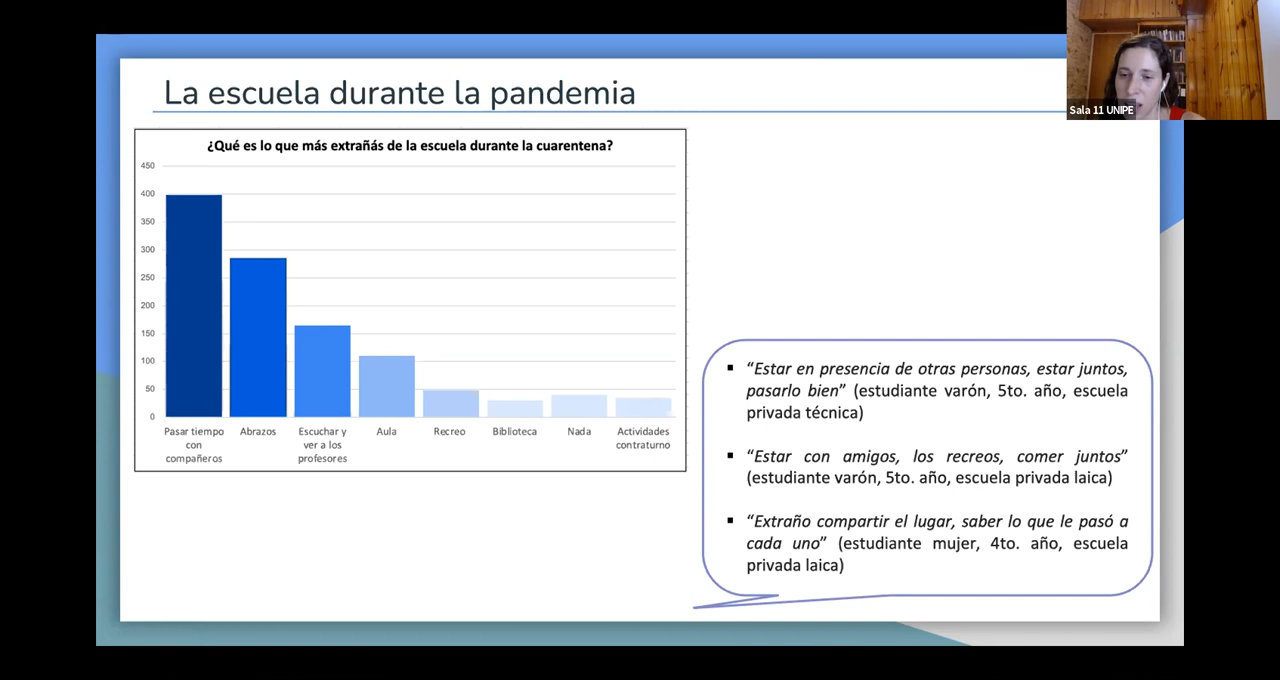 La escuela durante la pandemia
Sala 11 UNIPE
¿Qué es lo que más extrañás de la escuela durante la cuarentena?
450
400
350
300
250
200
150
100
50
0
Pasar tiempo
con
compañeros
Abrazos
Escuchar y
ver a los
profesores
Aula
Recreo
Biblioteca
Nada
Actividades
contraturno
▪ “Estar en presencia de otras personas, estar juntos,
pasarlo bien” (estudiante varón, 5to. año, escuela
privada técnica)
▪ “Estar con amigos, los recreos, comer juntos”
(estudiante varón, 5to. año, escuela privada laica)
▪ “Extraño compartir el lugar, saber lo que le pasó a
cada uno” (estudiante mujer, 4to. año, escuela
privada laica)